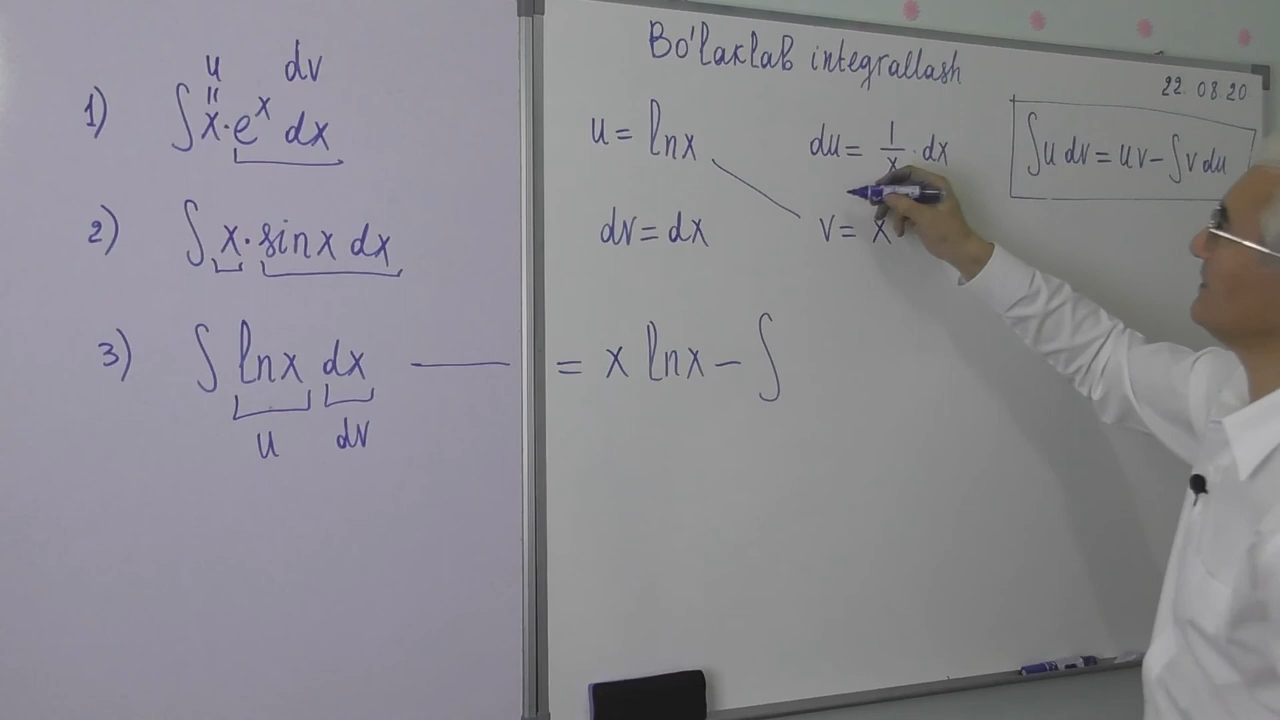 u dv
1) ∫ x · eˣ dx
2) ∫ x · sin x dx
3) ∫ ln x dx
u dv
Bo'laklab integrallash
22. 08 20
u = ln x du = 1/x · dx
∫ u dv = uv − ∫ v du
dv = dx v = x
= x ln x − ∫